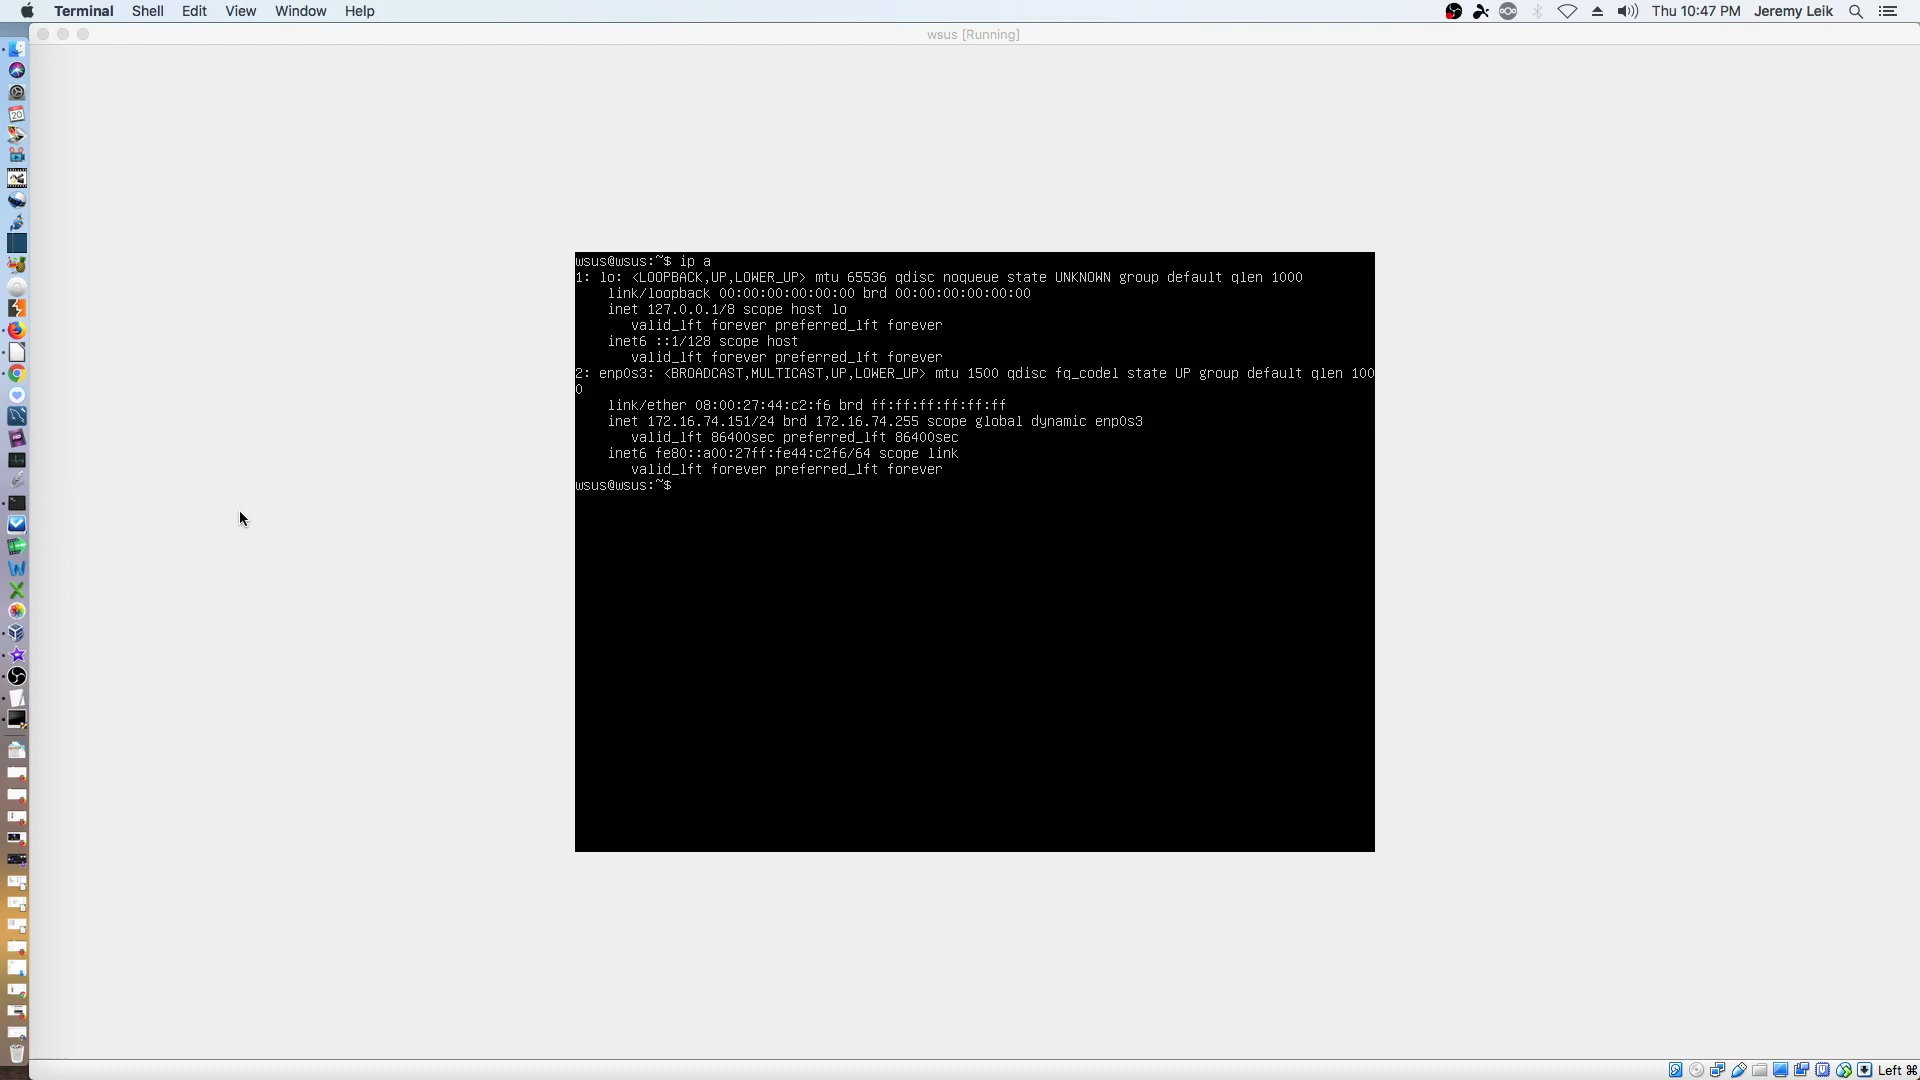 Terminal Shell Edit View Window Help Thu 10:47 PM Jeremy Leik
wsus [Running]
20
wsus@wsus:~$ ip a
1: lo: <LOOPBACK,UP,LOWER_UP> mtu 65536 qdisc noqueue state UNKNOWN group default qlen 1000
link/loopback 00:00:00:00:00:00 brd 00:00:00:00:00:00
inet 127.0.0.1/8 scope host lo
valid_lft forever preferred_lft forever
inet6 ::1/128 scope host
valid_lft forever preferred_lft forever
2: enp0s3: <BROADCAST,MULTICAST,UP,LOWER_UP> mtu 1500 qdisc fq_codel state UP group default qlen 100
0
link/ether 08:00:27:44:c2:f6 brd ff:ff:ff:ff:ff:ff
inet 172.16.74.151/24 brd 172.16.74.255 scope global dynamic enp0s3
valid_lft 86400sec preferred_lft 86400sec
inet6 fe80::a00:27ff:fe44:c2f6/64 scope link
valid_lft forever preferred_lft forever
wsus@wsus:~$
Left ⌘